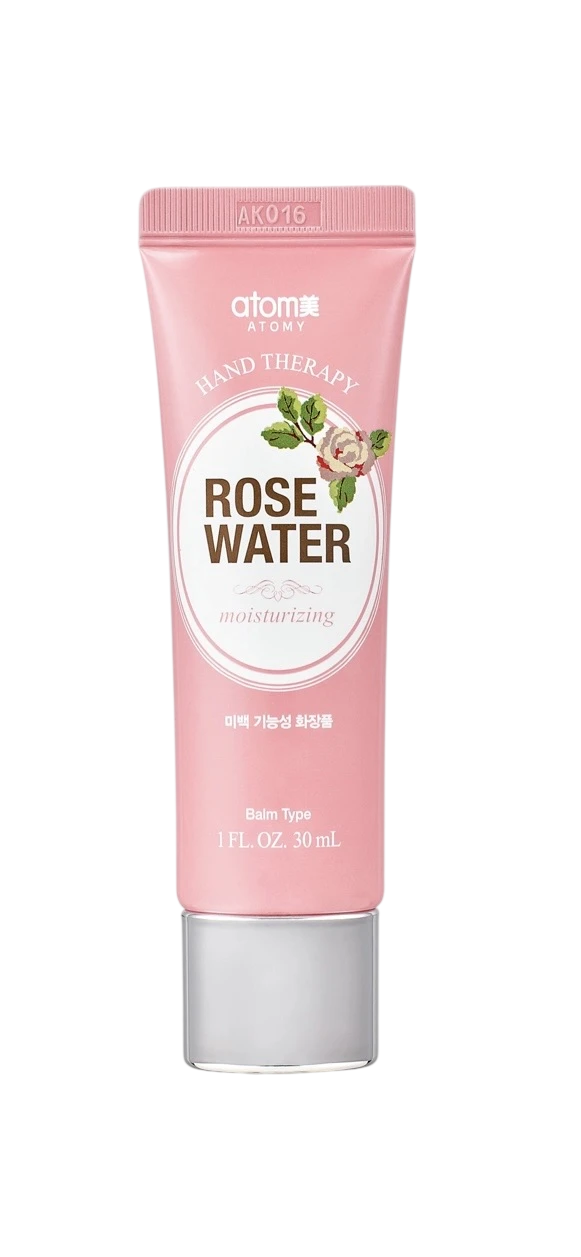 AK016
atom美
ATOMY
HAND THERAPY
ROSE
WATER
moisturizing
미백 기능성 화장품
Balm Type
1 FL. OZ. 30 mL